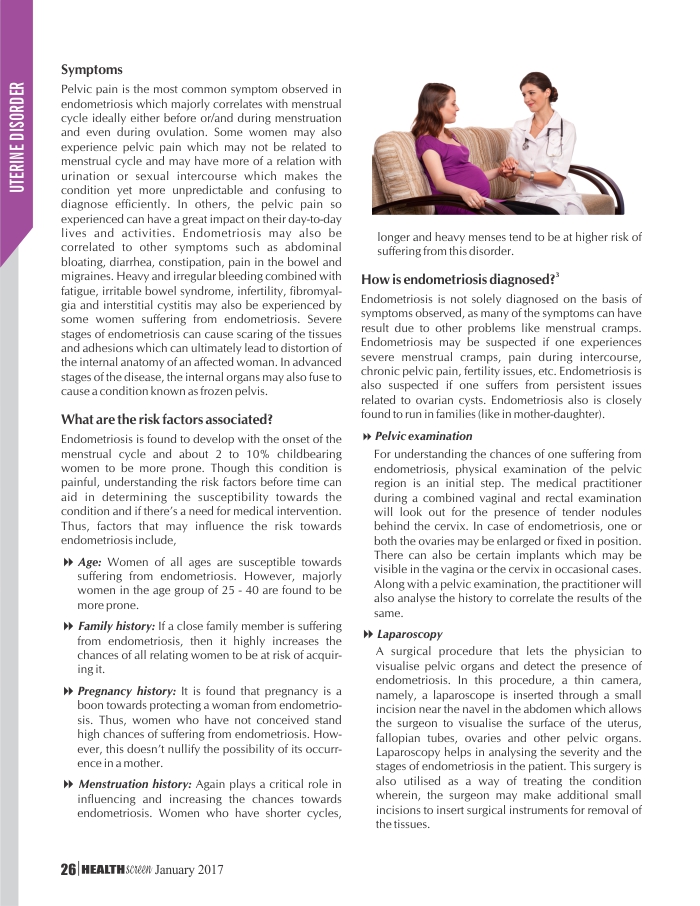 UTERINE DISORDER
Symptoms
Pelvic pain is the most common symptom observed in
endometriosis which majorly correlates with menstrual
cycle ideally either before or/and during menstruation
and even during ovulation. Some women may also
experience pelvic pain which may not be related to
menstrual cycle and may have more of a relation with
urination or sexual intercourse which makes the
condition yet more unpredictable and confusing to
diagnose efficiently. In others, the pelvic pain so
experienced can have a great impact on their day-to-day
lives and activities. Endometriosis may also be
correlated to other symptoms such as abdominal
bloating, diarrhea, constipation, pain in the bowel and
migraines. Heavy and irregular bleeding combined with
fatigue, irritable bowel syndrome, infertility, fibromyal-
gia and interstitial cystitis may also be experienced by
some women suffering from endometriosis. Severe
stages of endometriosis can cause scaring of the tissues
and adhesions which can ultimately lead to distortion of
the internal anatomy of an affected woman. In advanced
stages of the disease, the internal organs may also fuse to
cause a condition known as frozen pelvis.
What are the risk factors associated?
Endometriosis is found to develop with the onset of the
menstrual cycle and about 2 to 10% childbearing
women to be more prone. Though this condition is
painful, understanding the risk factors before time can
aid in determining the susceptibility towards the
condition and if there's a need for medical intervention.
Thus, factors that may influence the risk towards
endometriosis include,
Age: Women of all ages are susceptible towards
suffering from endometriosis. However, majorly
women in the age group of 25 - 40 are found to be
more prone.
Family history: If a close family member is suffering
from endometriosis, then it highly increases the
chances of all relating women to be at risk of acquir-
ing it.
Pregnancy history: It is found that pregnancy is a
boon towards protecting a woman from endometrio-
sis. Thus, women who have not conceived stand
high chances of suffering from endometriosis. How-
ever, this doesn't nullify the possibility of its occurr-
ence in a mother.
Menstruation history: Again plays a critical role in
influencing and increasing the chances towards
endometriosis. Women who have shorter cycles,
longer and heavy menses tend to be at higher risk of
suffering from this disorder.
How is endometriosis diagnosed?³
Endometriosis is not solely diagnosed on the basis of
symptoms observed, as many of the symptoms can have
result due to other problems like menstrual cramps.
Endometriosis may be suspected if one experiences
severe menstrual cramps, pain during intercourse,
chronic pelvic pain, fertility issues, etc. Endometriosis is
also suspected if one suffers from persistent issues
related to ovarian cysts. Endometriosis also is closely
found to run in families (like in mother-daughter).
Pelvic examination
For understanding the chances of one suffering from
endometriosis, physical examination of the pelvic
region is an initial step. The medical practitioner
during a combined vaginal and rectal examination
will look out for the presence of tender nodules
behind the cervix. In case of endometriosis, one or
both the ovaries may be enlarged or fixed in position.
There can also be certain implants which may be
visible in the vagina or the cervix in occasional cases.
Along with a pelvic examination, the practitioner will
also analyse the history to correlate the results of the
same.
Laparoscopy
A surgical procedure that lets the physician to
visualise pelvic organs and detect the presence of
endometriosis. In this procedure, a thin camera,
namely, a laparoscope is inserted through a small
incision near the navel in the abdomen which allows
the surgeon to visualise the surface of the uterus,
fallopian tubes, ovaries and other pelvic organs.
Laparoscopy helps in analysing the severity and the
stages of endometriosis in the patient. This surgery is
also utilised as a way of treating the condition
wherein, the surgeon may make additional small
incisions to insert surgical instruments for removal of
the tissues.
26 | HEALTHscreen January 2017